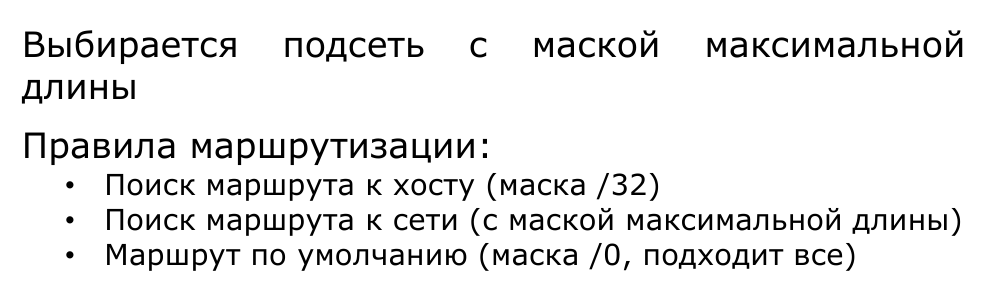 Выбирается подсеть с маской максимальной
длины
Правила маршрутизации:
• Поиск маршрута к хосту (маска /32)
• Поиск маршрута к сети (с маской максимальной длины)
• Маршрут по умолчанию (маска /0, подходит все)